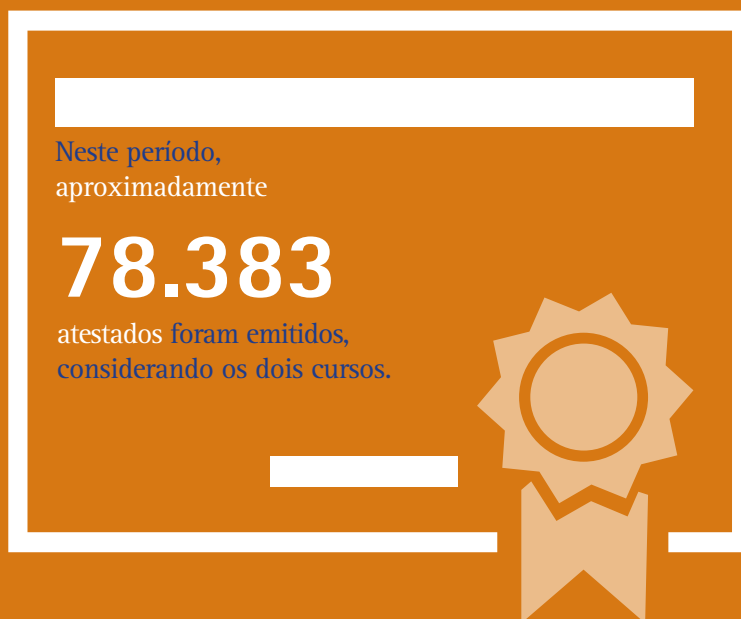 Neste período,
aproximadamente
78.383
atestados foram emitidos,
considerando os dois cursos.